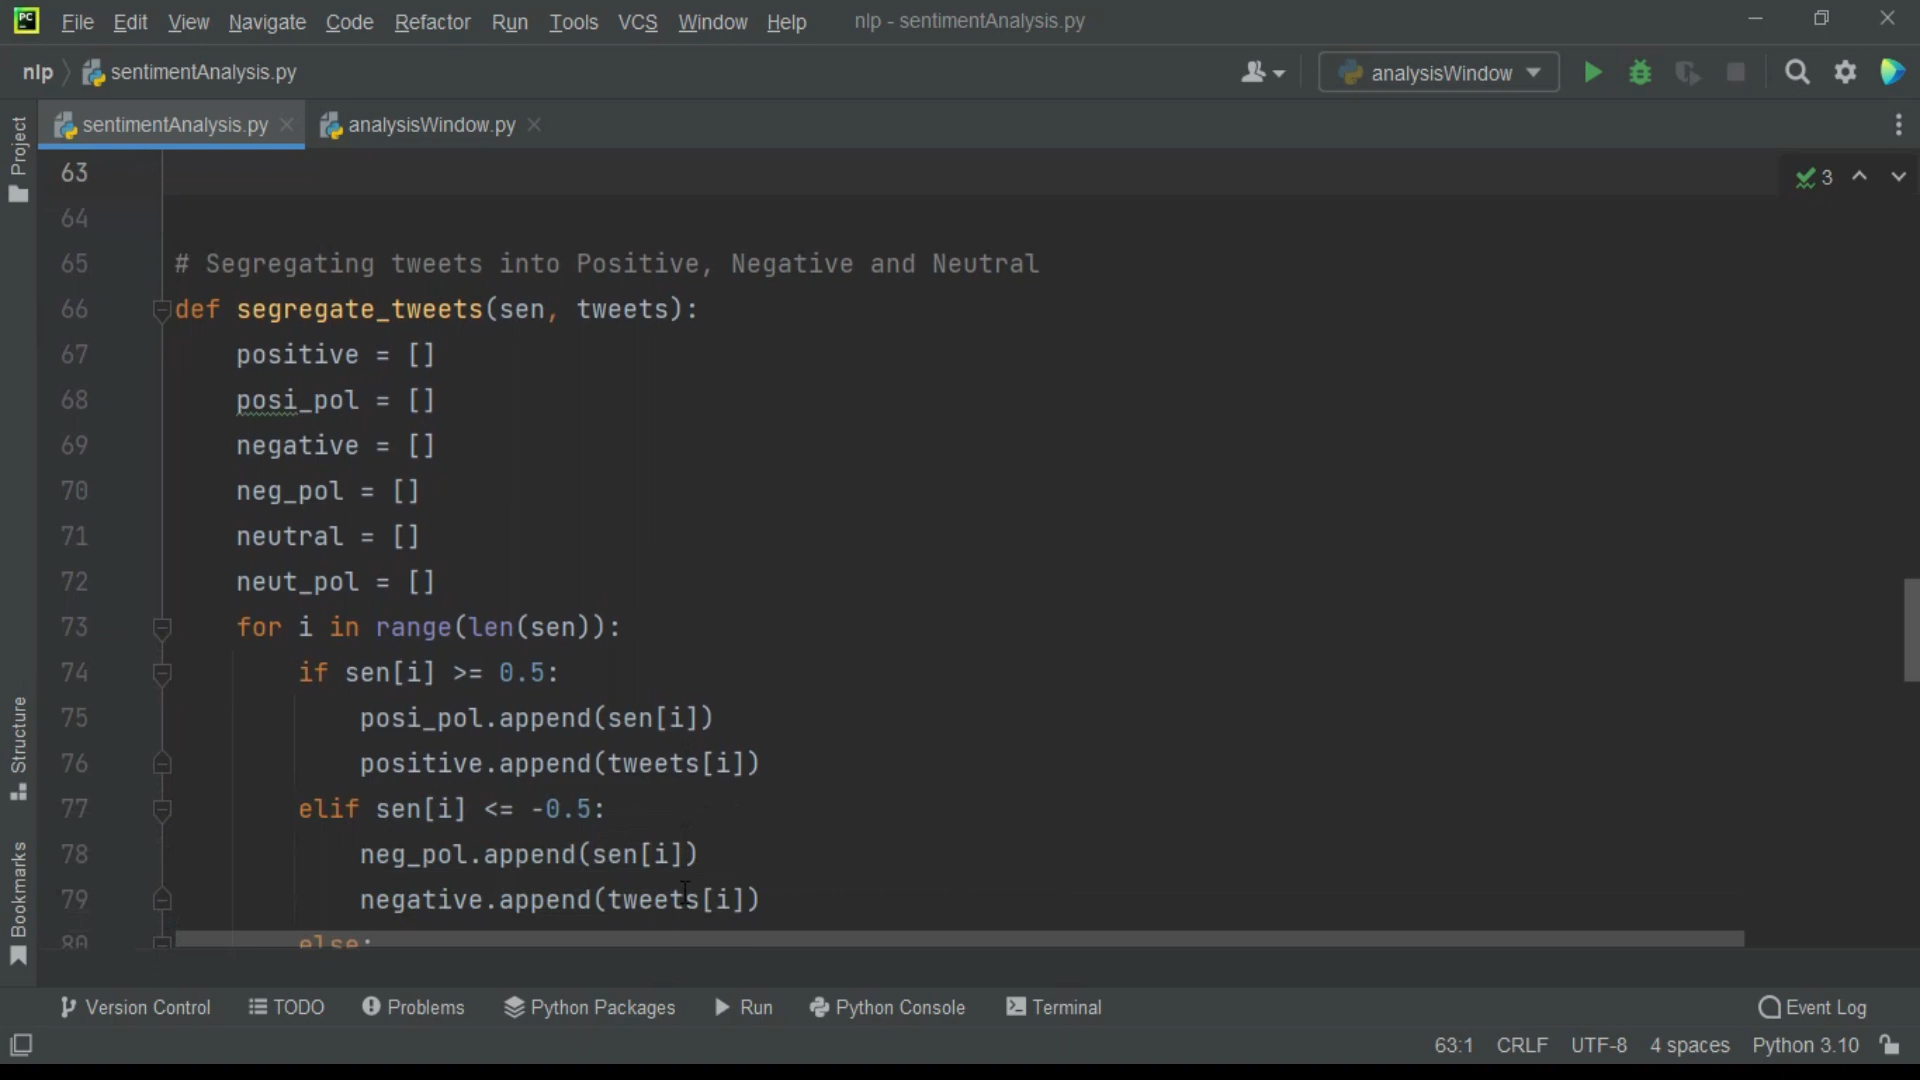 PC File Edit View Navigate Code Refactor Run Tools VCS Window Help nlp - sentimentAnalysis.py
nlp sentimentAnalysis.py analysisWindow
sentimentAnalysis.py analysisWindow.py
Project
63
3
64
65 # Segregating tweets into Positive, Negative and Neutral
66 def segregate_tweets(sen, tweets):
67 positive = []
68 posi_pol = []
69 negative = []
70 neg_pol = []
71 neutral = []
72 neut_pol = []
73 for i in range(len(sen)):
74 if sen[i] >= 0.5:
75 posi_pol.append(sen[i])
76 positive.append(tweets[i])
77 elif sen[i] <= -0.5:
78 neg_pol.append(sen[i])
79 negative.append(tweets[i])
80 else:
Structure
Bookmarks
Version Control TODO Problems Python Packages Run Python Console Terminal Event Log
63:1 CRLF UTF-8 4 spaces Python 3.10